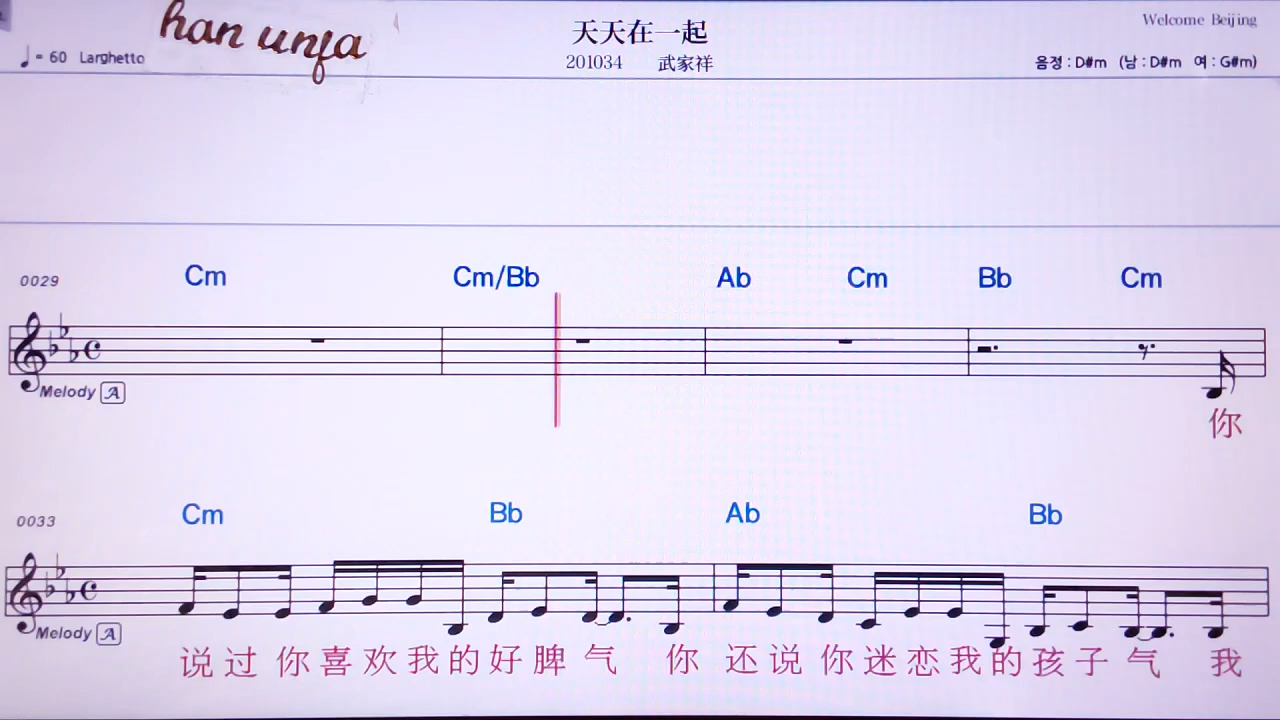 han unfa
天天在一起
Welcome Beijing
♩ = 60 Larghetto
201034 武家祥
음정 : D#m (남 : D#m 여 : G#m)
0029 Cm Cm/Bb Ab Cm Bb Cm
Melody A
你
0033 Cm Bb Ab Bb
Melody A
说过你喜欢我的好脾气 你还说你迷恋我的孩子气 我